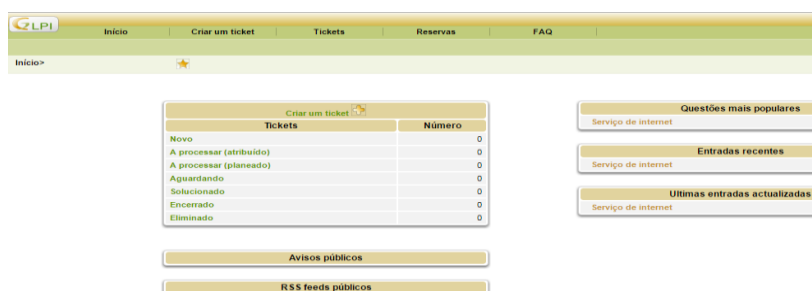 GLPI
Início Criar um ticket Tickets Reservas FAQ
Início>
Criar um ticket
Tickets Número
Novo 0
A processar (atribuído) 0
A processar (planeado) 0
Aguardando 0
Solucionado 0
Encerrado 0
Eliminado 0
Avisos públicos
RSS feeds públicos
Questões mais populares
Serviço de internet
Entradas recentes
Serviço de internet
Ultimas entradas actualizadas
Serviço de internet